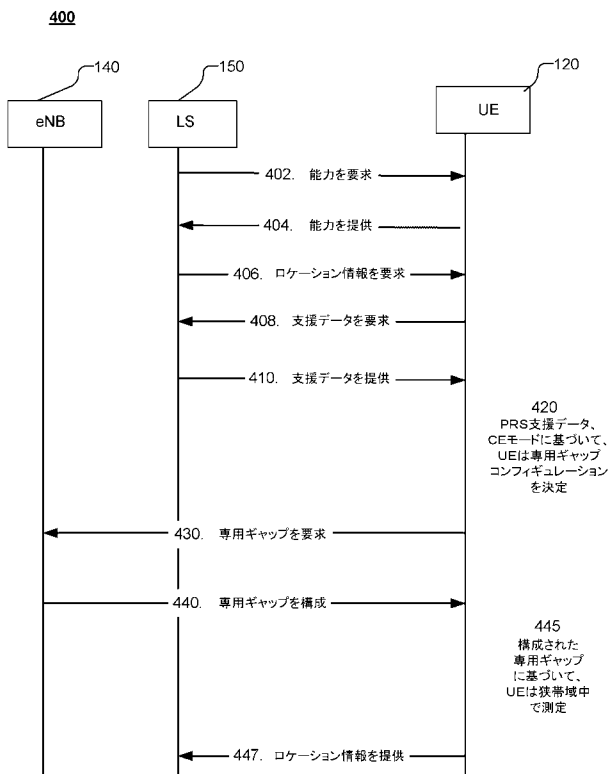 400
140
150
120
eNB
LS
UE
402. 能力を要求
404. 能力を提供
406. ロケーション情報を要求
408. 支援データを要求
410. 支援データを提供
420
PRS支援データ、
CEモードに基づいて、
UEは専用ギャップ
コンフィギュレーション
を決定
430. 専用ギャップを要求
440. 専用ギャップを構成
445
構成された
専用ギャップ
に基づいて、
UEは狭帯域中
で測定
447. ロケーション情報を提供